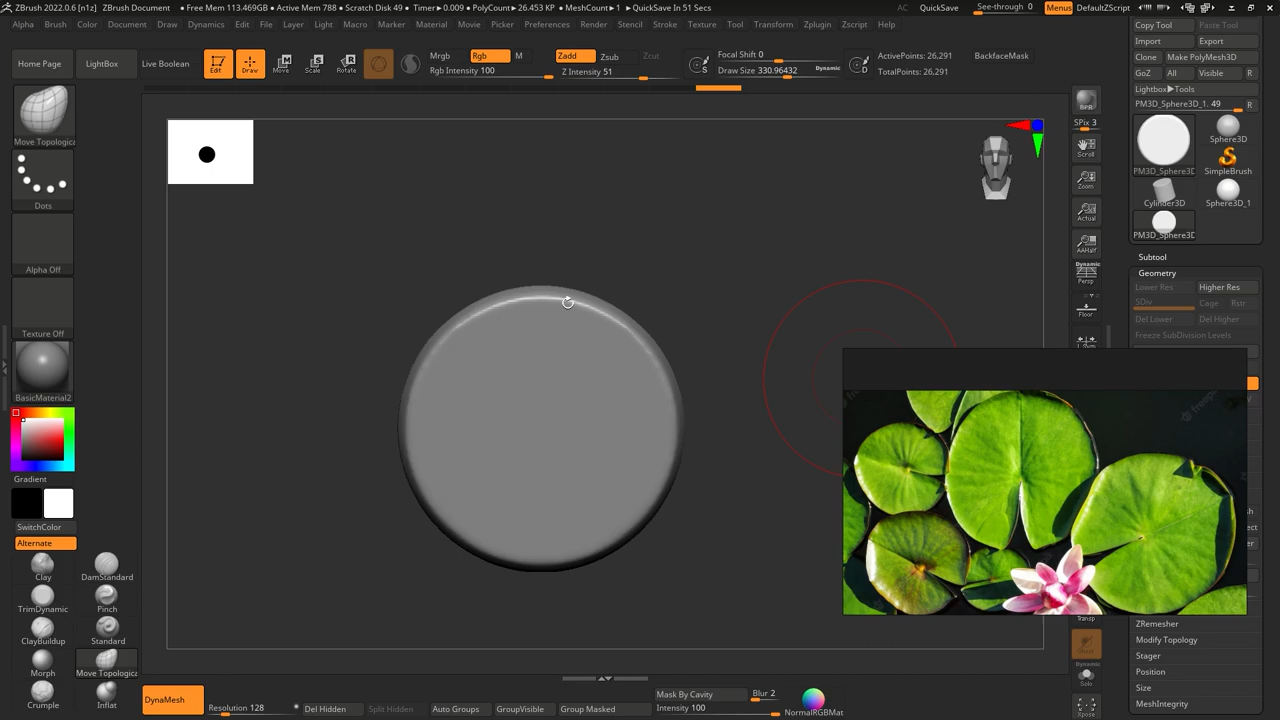 ZBrush 2022.0.6 [n1z] ZBrush Document ● Free Mem 113.469GB ● Active Mem 788 ● Scratch Disk 49 ● Timer▶0.009 ● PolyCount▶26.453 KP ● MeshCount▶1 ● QuickSave In 51 Secs AC QuickSave See-through 0 Menus DefaultZScript
Alpha Brush Color Document Draw Dynamics Edit File Layer Light Macro Marker Material Movie Picker Preferences Render Stencil Stroke Texture Tool Transform Zplugin Zscript Help
Home Page LightBox Live Boolean Edit Draw Move Scale Rotate
Mrgb Rgb M Zadd Zsub Zcut
Rgb Intensity 100 Z Intensity 51
Focal Shift 0
Draw Size 330.96432 Dynamic
ActivePoints: 26,291
TotalPoints: 26,291
BackfaceMask
Move Topologica
Dots
Alpha Off
Texture Off
BasicMaterial2
Gradient
SwitchColor
Alternate
Clay DamStandard
TrimDynamic Pinch
ClayBuildup Standard
Morph Move Topologica
Crumple Inflat
BPR
SPix 3
Scroll
Zoom
Actual
AAHalf
Dynamic
Persp
Floor
Transp
Ghost
Dynamic
Solo
Xpose
Copy Tool Paste Tool
Import Export
Clone Make PolyMesh3D
GoZ All Visible R
Lightbox▶Tools
PM3D_Sphere3D_1. 49 R
PM3D_Sphere3D Sphere3D
SimpleBrush
Cylinder3D Sphere3D_1
PM3D_Sphere3D
Subtool
Geometry
Lower Res Higher Res
SDiv Cage Rstr
Del Lower Del Higher
Freeze SubDivision Levels
ZRemesher
Modify Topology
Stager
Position
Size
MeshIntegrity
DynaMesh Resolution 128 Del Hidden Split Hidden Auto Groups GroupVisible Group Masked
Mask By Cavity Blur 2
Intensity 100
NormalRGBMat